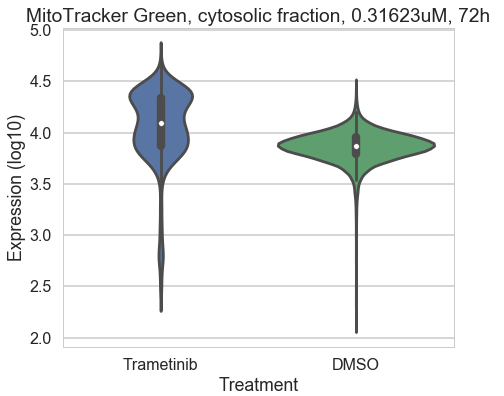 MitoTracker Green, cytosolic fraction, 0.31623uM, 72h
5.0
4.5
4.0
3.5
3.0
2.5
2.0
Expression (log10)
Trametinib DMSO
Treatment